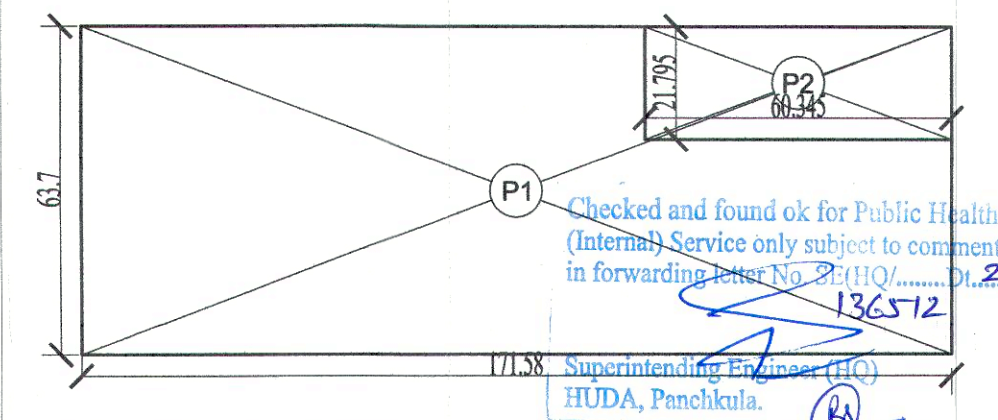 21.795
P2
60.345
63.7
P1
Checked and found ok for Public Health
(Internal) Service only subject to comment
in forwarding letter No. SE(HQ/........Dt..2
136512
171.58
Superintending Engineer (HQ)
HUDA, Panchkula.